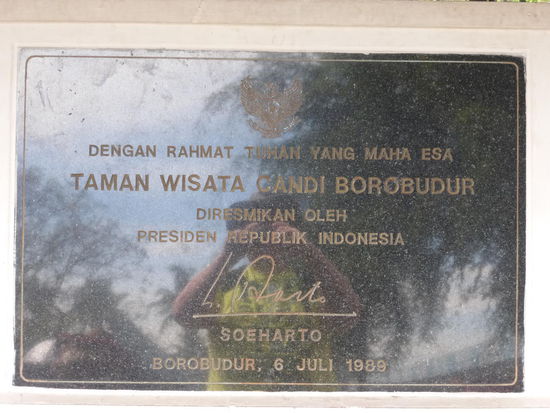 DENGAN RAHMAT TUHAN YANG MAHA ESA
TAMAN WISATA CANDI BOROBUDUR
DIRESMIKAN OLEH
PRESIDEN REPUBLIK INDONESIA
SOEHARTO
BOROBUDUR, 6 JULI 1989